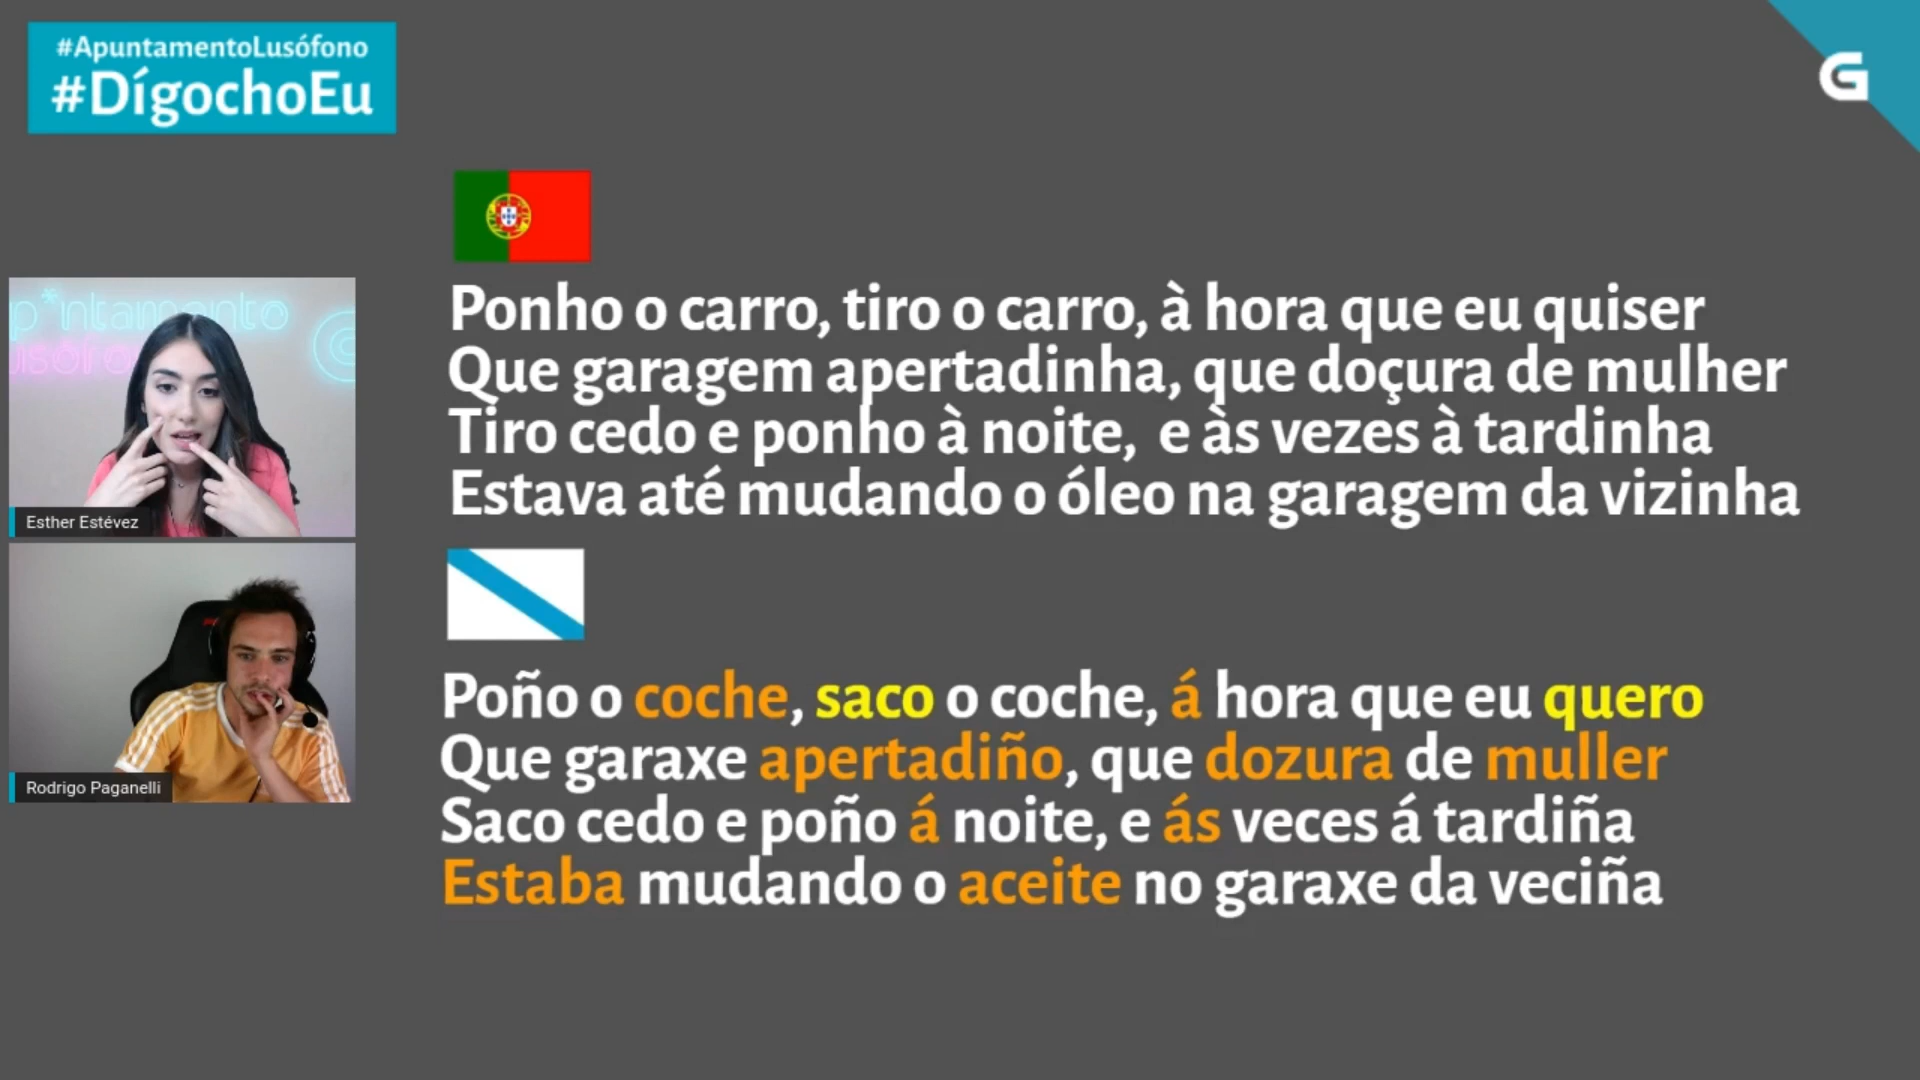 #ApuntamentoLusófono
#DígochoEu
G
Ponho o carro, tiro o carro, à hora que eu quiser
Que garagem apertadinha, que doçura de mulher
Tiro cedo e ponho à noite, e às vezes à tardinha
Estava até mudando o óleo na garagem da vizinha
p*ntamento
Esther Estévez
Rodrigo Paganelli
Poño o coche, saco o coche, á hora que eu quero
Que garaxe apertadiño, que dozura de muller
Saco cedo e poño á noite, e ás veces á tardiña
Estaba mudando o aceite no garaxe da veciña